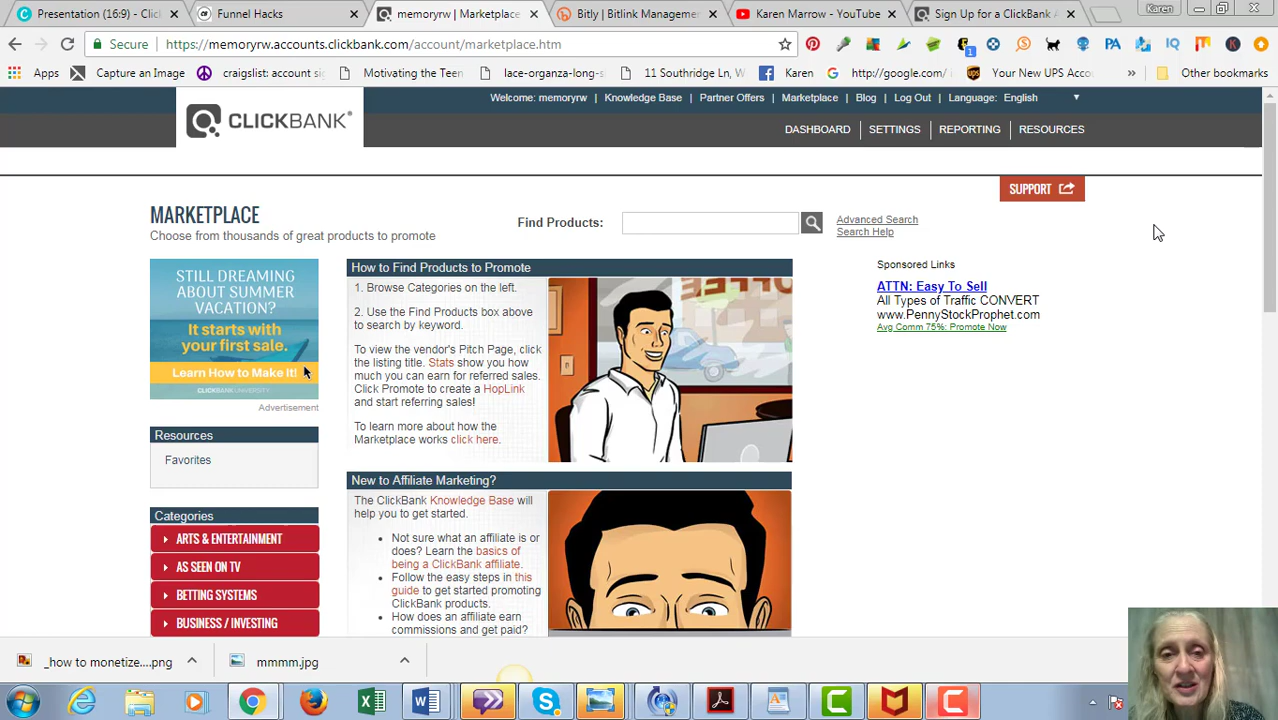 Presentation (16:9) - Clic
Funnel Hacks
memoryrw | Marketplace
Bitly | Bitlink Manageme
Karen Marrow - YouTube
Sign Up for a ClickBank A
Karen
Secure
https://memoryrw.accounts.clickbank.com/account/marketplace.htm
Apps
Capture an Image
craigslist:account sig
Motivating the Teen
lace-organza-long-s
11 Southridge Ln, W
Karen
http://google.com/
Your New UPS Acco
»
Other bookmarks
Welcome: memoryrw | Knowledge Base | Partner Offers | Marketplace | Blog | Log Out | Language: English
CLICKBANK
DASHBOARD | SETTINGS | REPORTING | RESOURCES
SUPPORT
MARKETPLACE
Choose from thousands of great products to promote
Find Products:
Advanced Search
Search Help
STILL DREAMING
ABOUT SUMMER
VACATION?
It starts with
your first sale.
Learn How to Make It!
CLICKBANK UNIVERSITY
Advertisement
Resources
Favorites
Categories
ARTS & ENTERTAINMENT
AS SEEN ON TV
BETTING SYSTEMS
BUSINESS / INVESTING
How to Find Products to Promote
1. Browse Categories on the left.
2. Use the Find Products box above
to search by keyword.
To view the vendor's Pitch Page, click
the listing title. Stats show you how
much you can earn for referred sales.
Click Promote to create a HopLink
and start referring sales!
To learn more about how the
Marketplace works click here.
COFFEE
New to Affiliate Marketing?
The ClickBank Knowledge Base will
help you to get started.
• Not sure what an affiliate is or
does? Learn the basics of
being a ClickBank affiliate.
• Follow the easy steps in this
guide to get started promoting
ClickBank products.
• How does an affiliate earn
commissions and get paid?
Sponsored Links
ATTN: Easy To Sell
All Types of Traffic CONVERT
www.PennyStockProphet.com
Avg Comm 75%: Promote Now
_how to monetize....png
mmmm.jpg